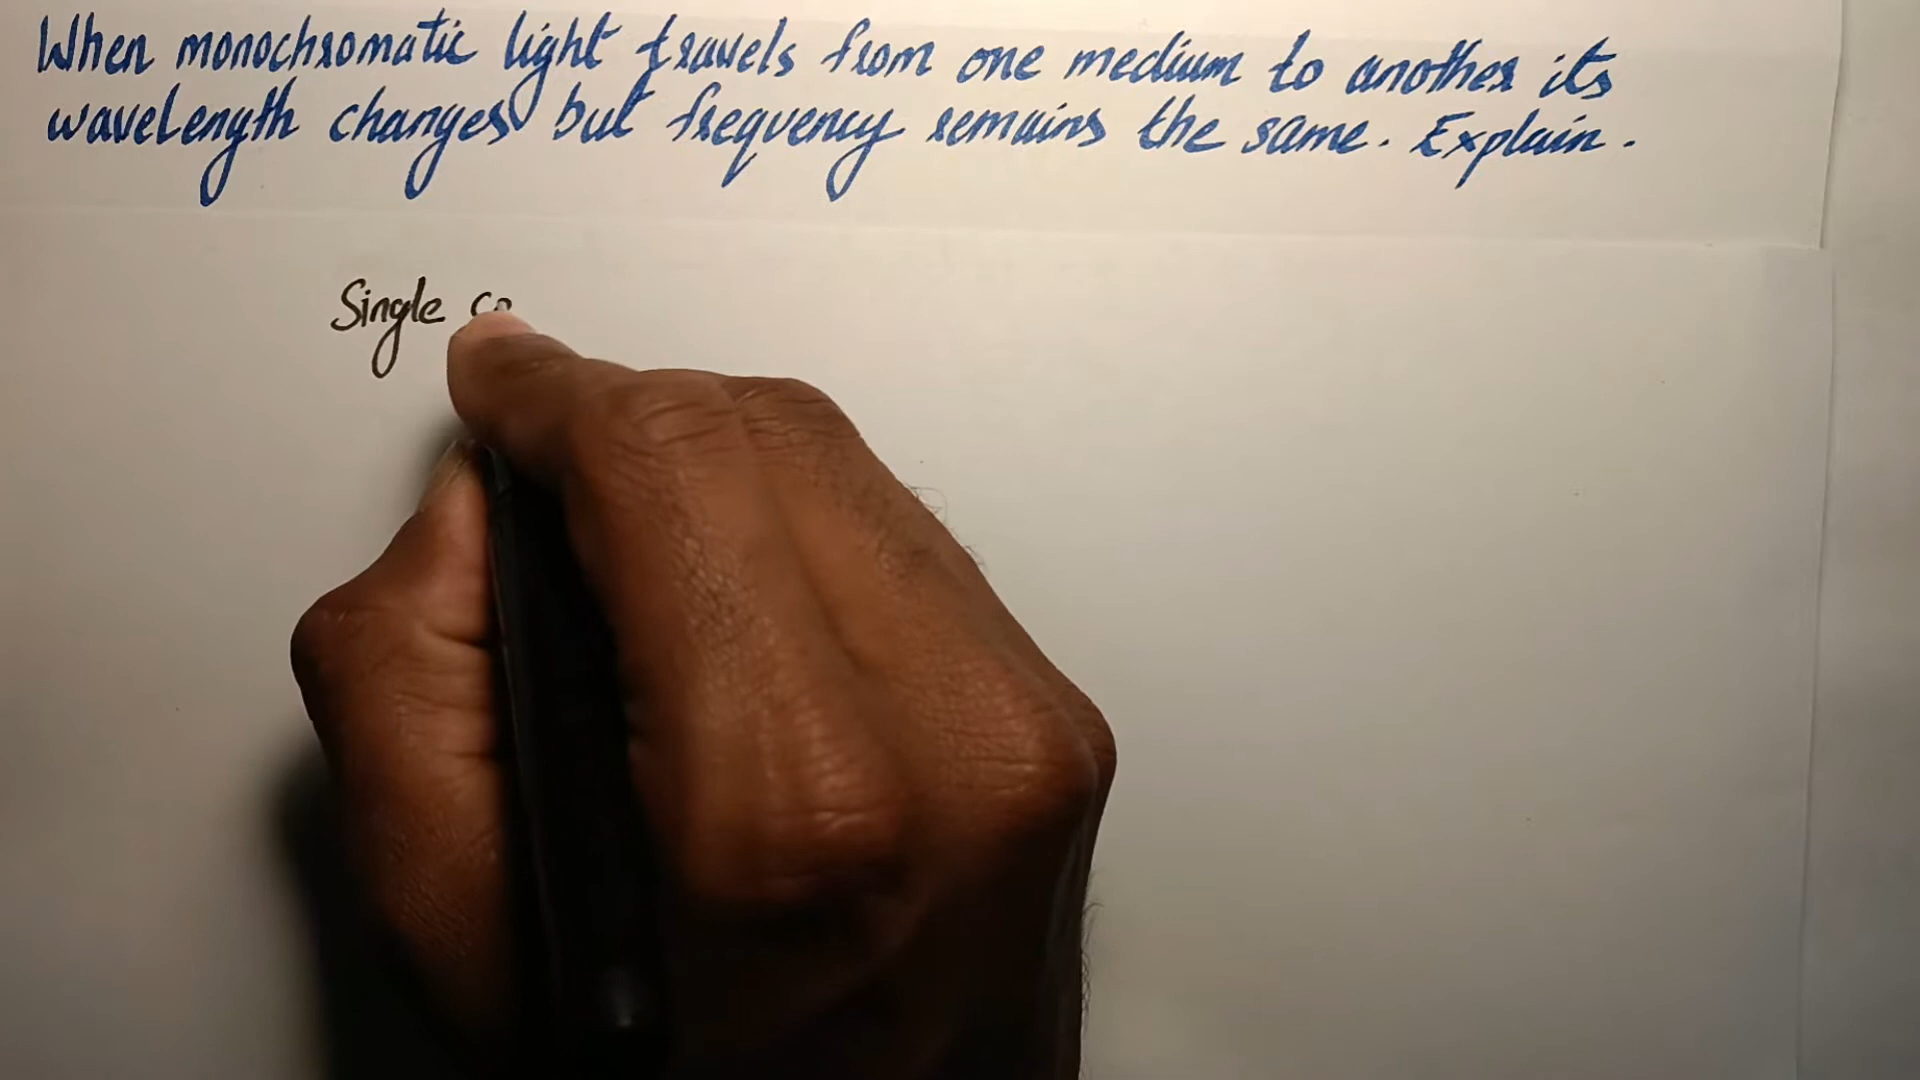 When monochromatic light travels from one medium to another its
wavelength changes but frequency remains the same. Explain.
Single co